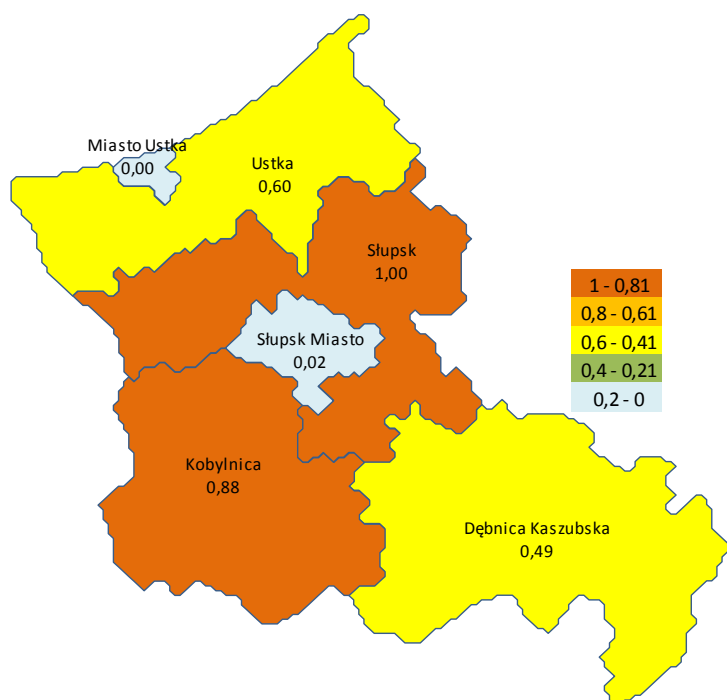 Miasto Ustka
0,00
Ustka
0,60
Słupsk
1,00
1 - 0,81
0,8 - 0,61
0,6 - 0,41
0,4 - 0,21
0,2 - 0
Słupsk Miasto
0,02
Kobylnica
0,88
Dębnica Kaszubska
0,49